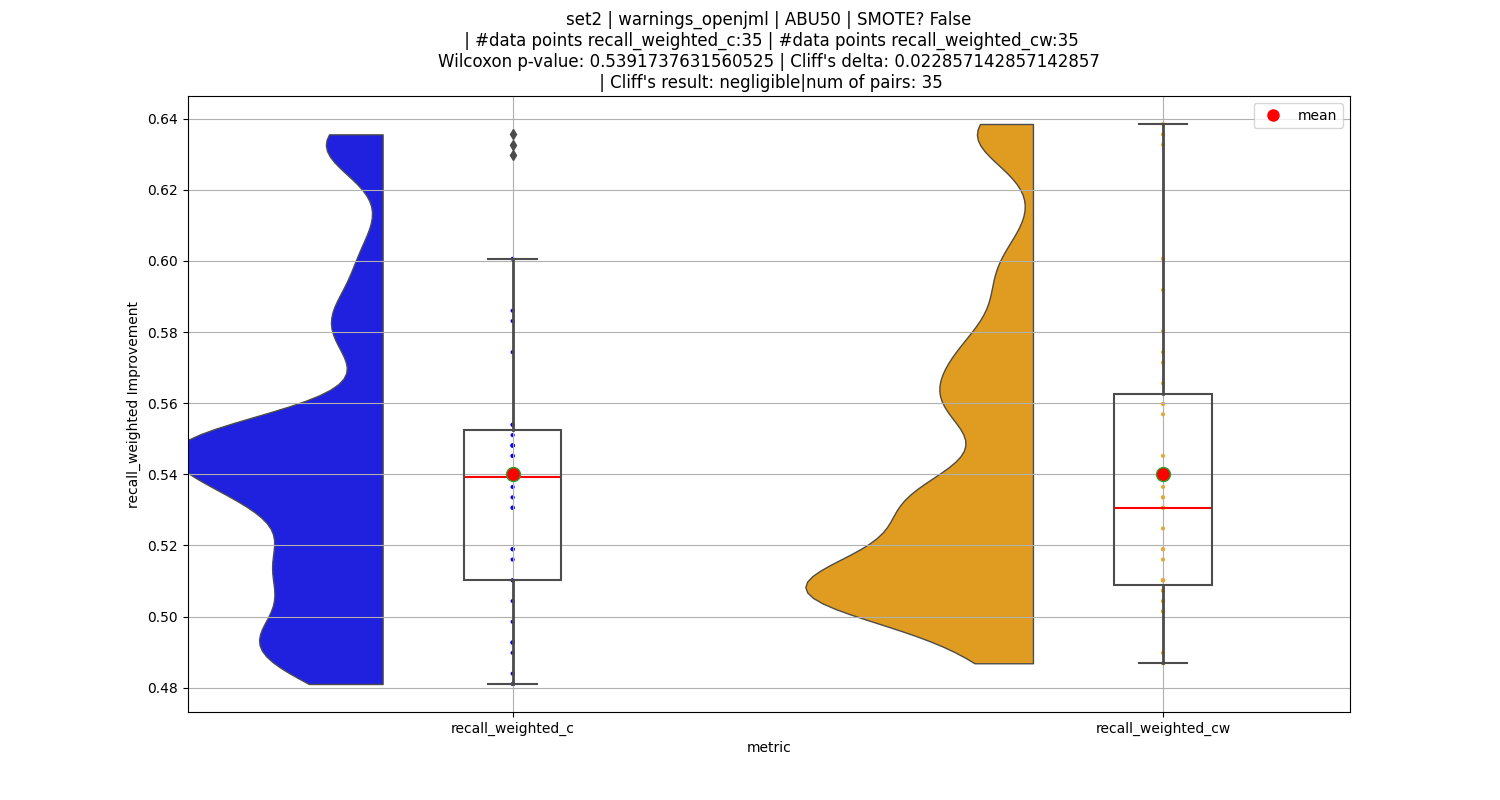 set2 | warnings_openjml | ABU50 | SMOTE? False
| #data points recall_weighted_c:35 | #data points recall_weighted_cw:35
Wilcoxon p-value: 0.5391737631560525 | Cliff's delta: 0.022857142857142857
| Cliff's result: negligible|num of pairs: 35
mean
0.64
0.62
0.60
0.58
0.56
0.54
0.52
0.50
0.48
recall_weighted Improvement
recall_weighted_c
recall_weighted_cw
metric